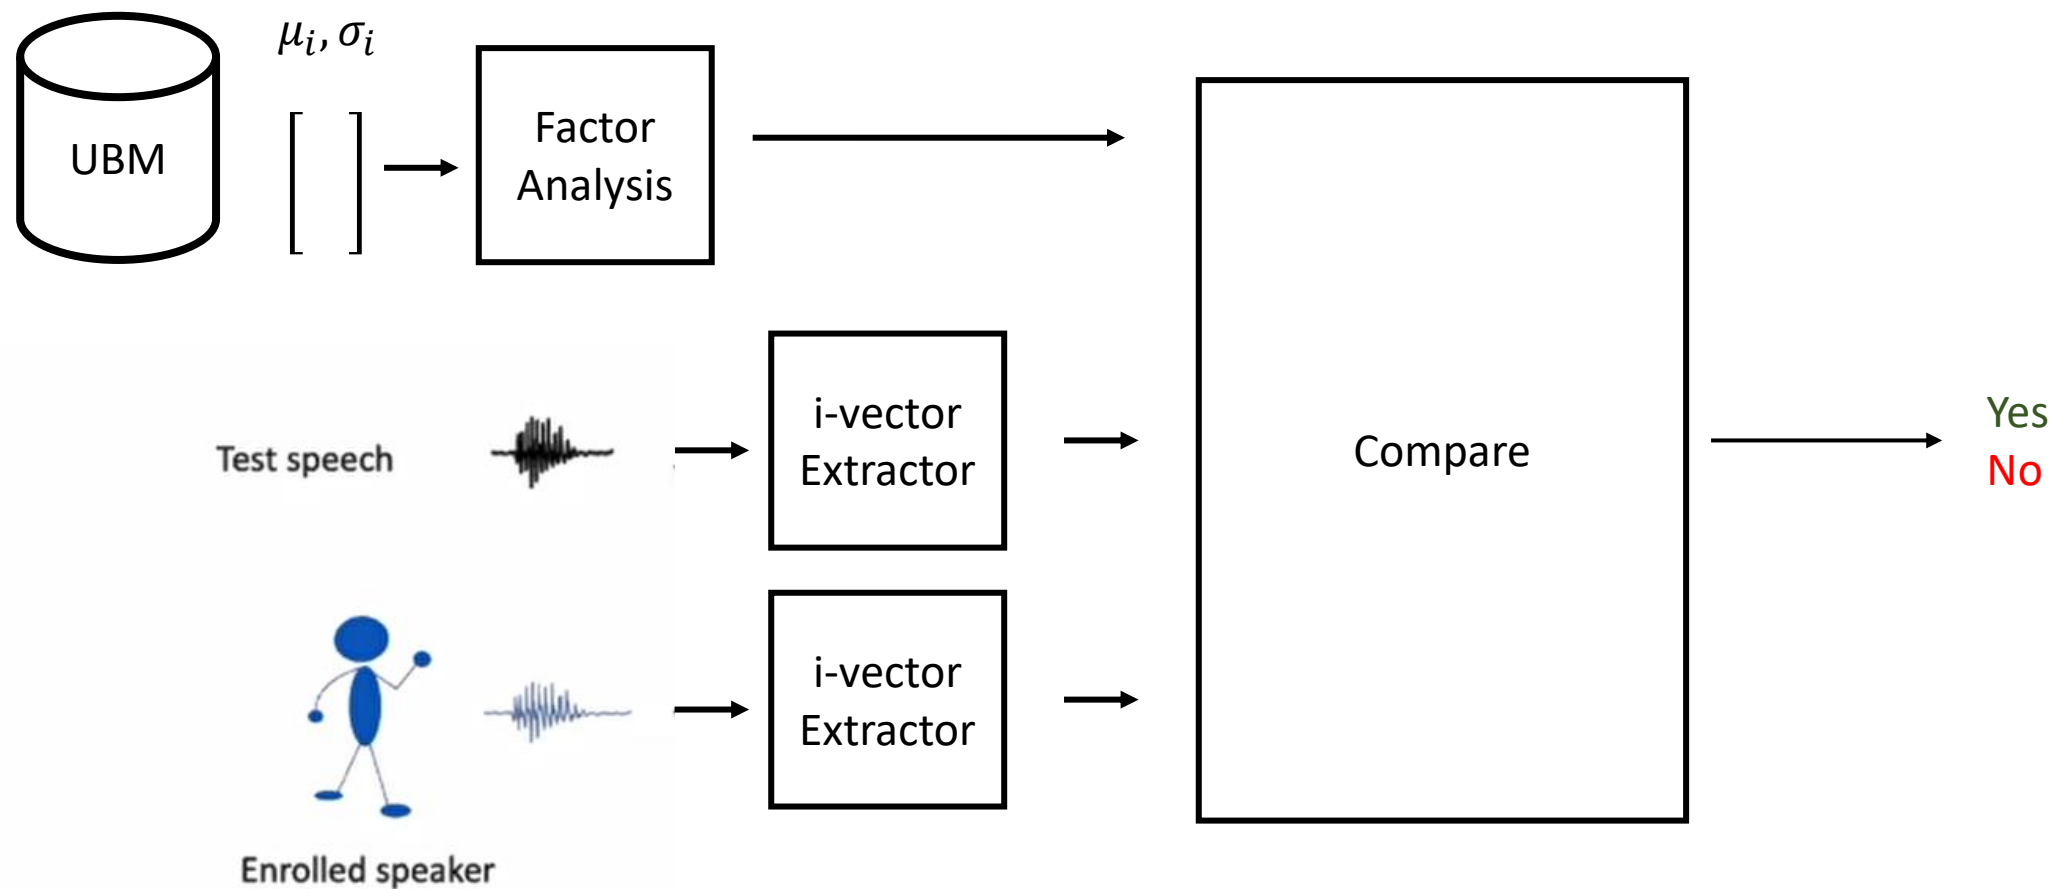 μᵢ, σᵢ
UBM
Factor
Analysis
Test speech
i-vector
Extractor
Compare
Yes
No
i-vector
Extractor
Enrolled speaker